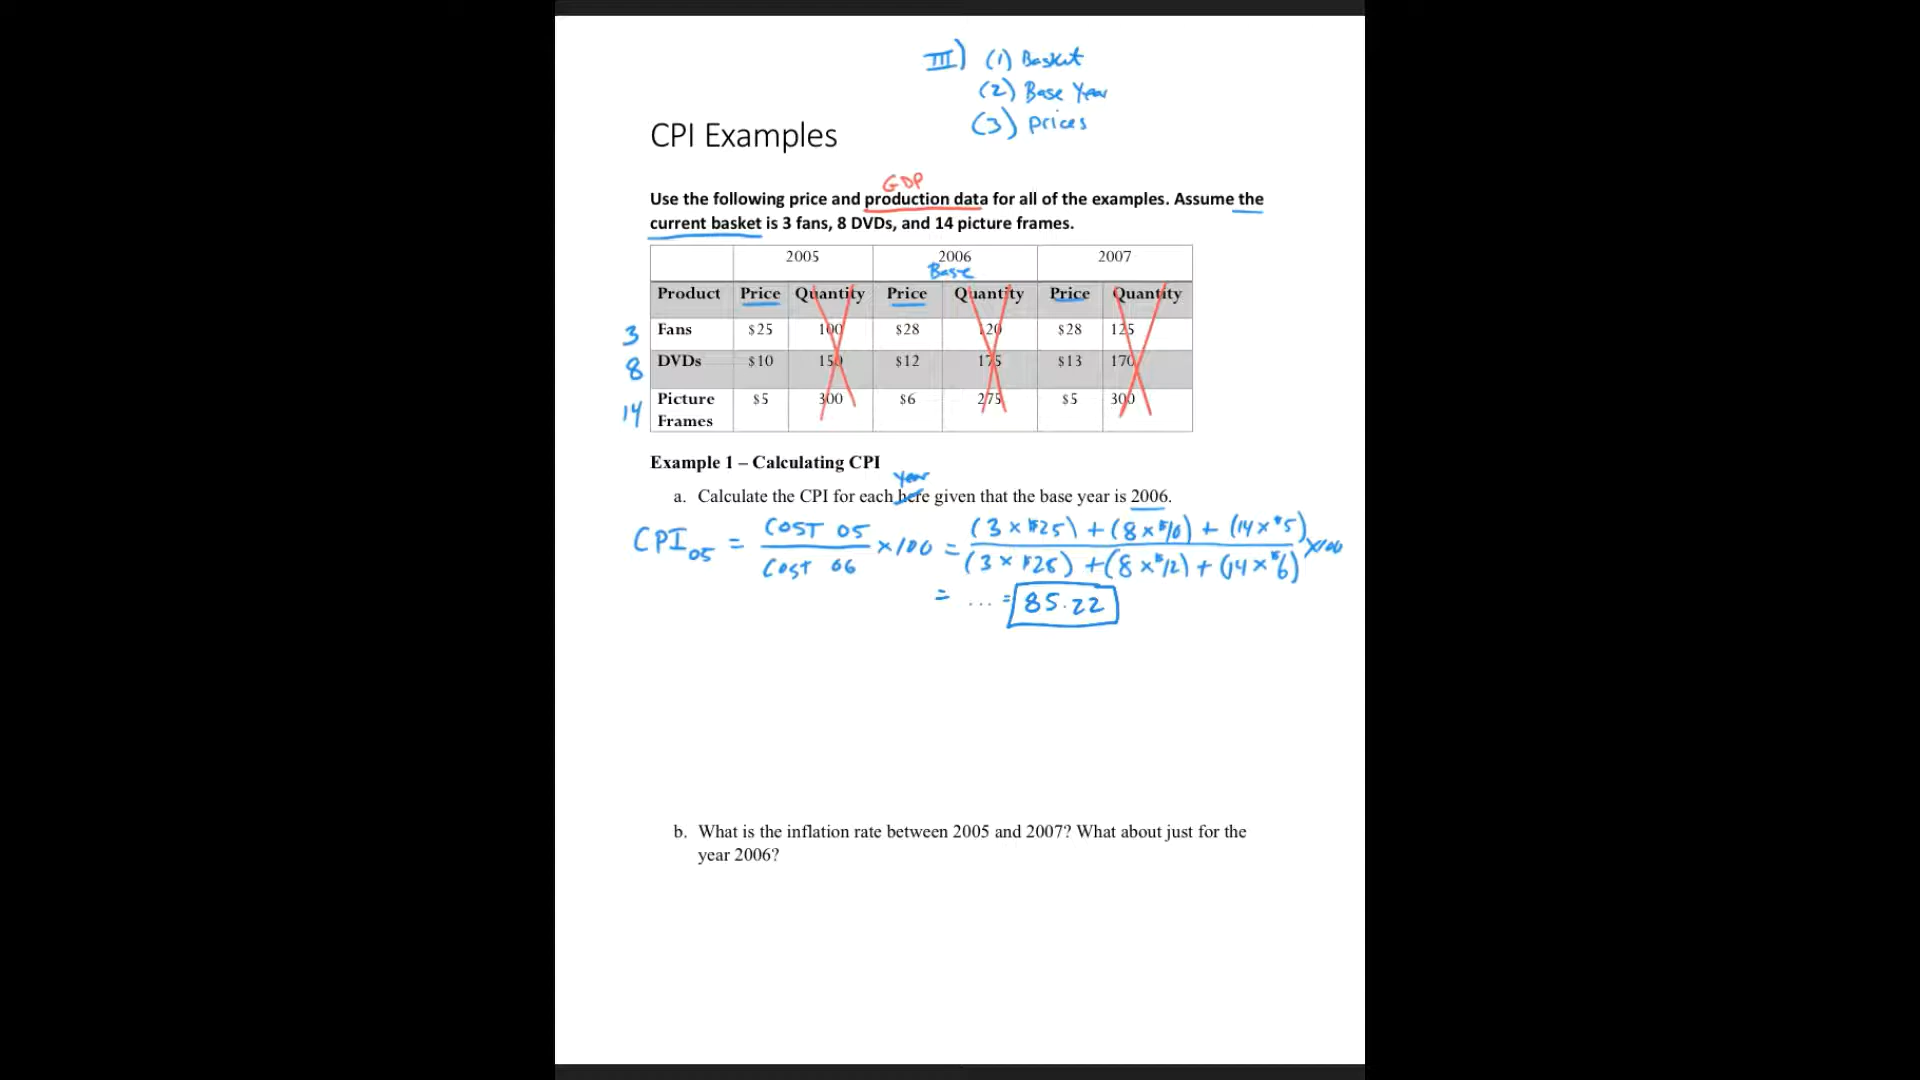 III) (1) Basket
(2) Base Year
(3) Prices
CPI Examples
GDP
Use the following price and production data for all of the examples. Assume the
current basket is 3 fans, 8 DVDs, and 14 picture frames.
2005 2006 2007
Base
Product Price Quantity Price Quantity Price Quantity
3 Fans $25 100 $28 120 $28 125
8 DVDs $10 150 $12 175 $13 170
14 Picture Frames $5 300 $6 275 $5 300
Example 1 – Calculating CPI
Year
a. Calculate the CPI for each here given that the base year is 2006.
CPI05 = COST 05 / COST 06 × 100 = (3 × $25) + (8 × $10) + (14 × $5) / (3 × $28) + (8 × $12) + (14 × $6) × 100
= ... = 85.22
b. What is the inflation rate between 2005 and 2007? What about just for the
year 2006?